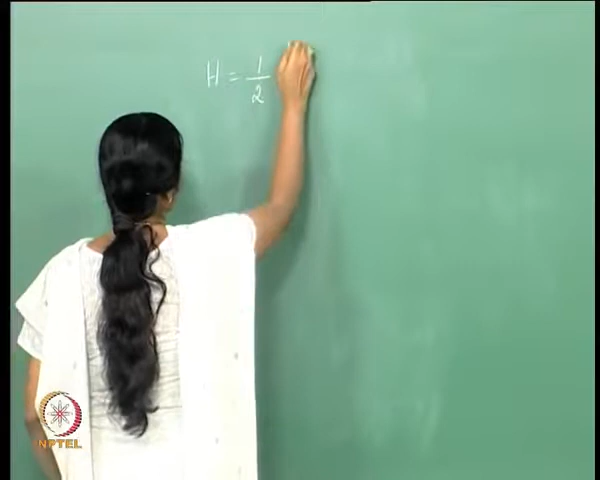 H = 1/2
NPTEL